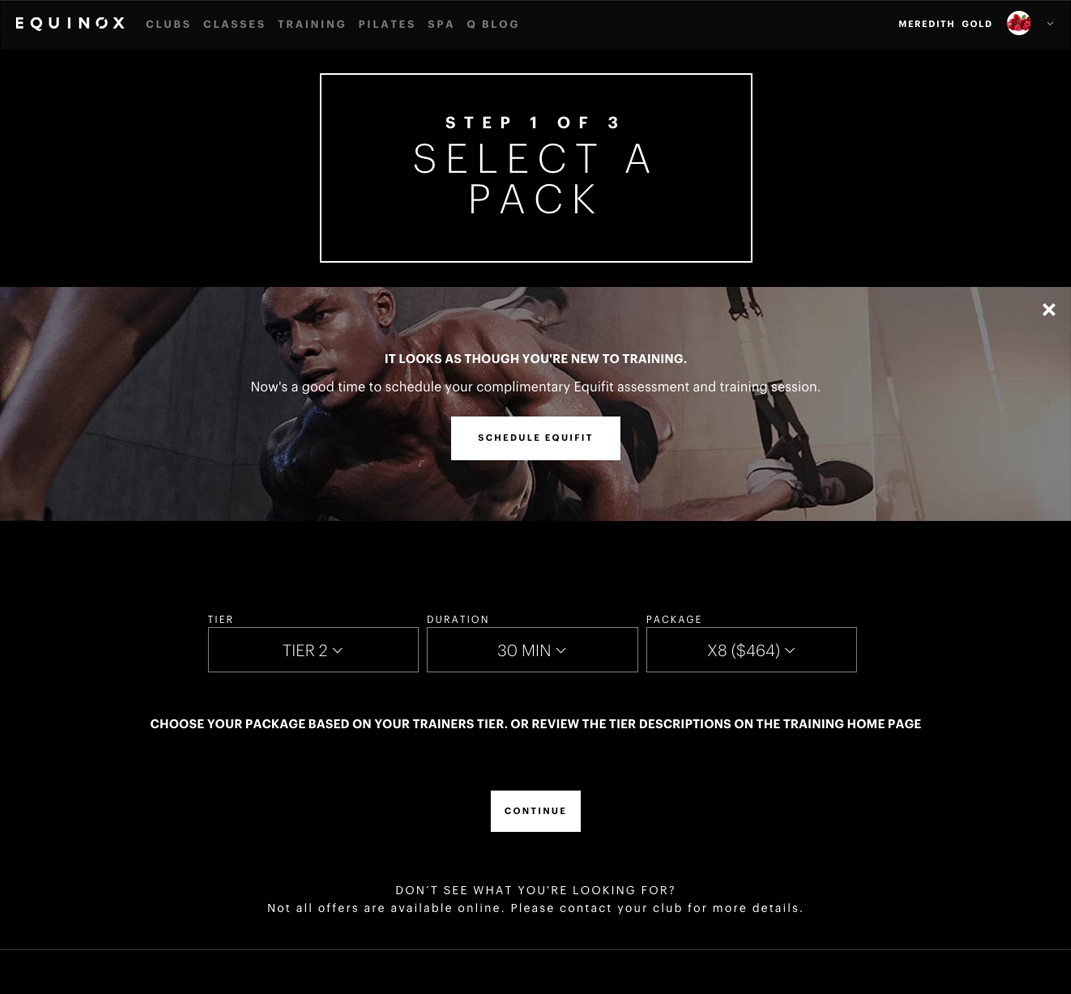 EQUINOX CLUBS CLASSES TRAINING PILATES SPA Q BLOG MEREDITH GOLD
STEP 1 OF 3
SELECT A
PACK
IT LOOKS AS THOUGH YOU'RE NEW TO TRAINING.
Now's a good time to schedule your complimentary Equifit assessment and training session.
SCHEDULE EQUIFIT
TIER DURATION PACKAGE
TIER 2 30 MIN X8 ($464)
CHOOSE YOUR PACKAGE BASED ON YOUR TRAINERS TIER. OR REVIEW THE TIER DESCRIPTIONS ON THE TRAINING HOME PAGE
CONTINUE
DON'T SEE WHAT YOU'RE LOOKING FOR?
Not all offers are available online. Please contact your club for more details.